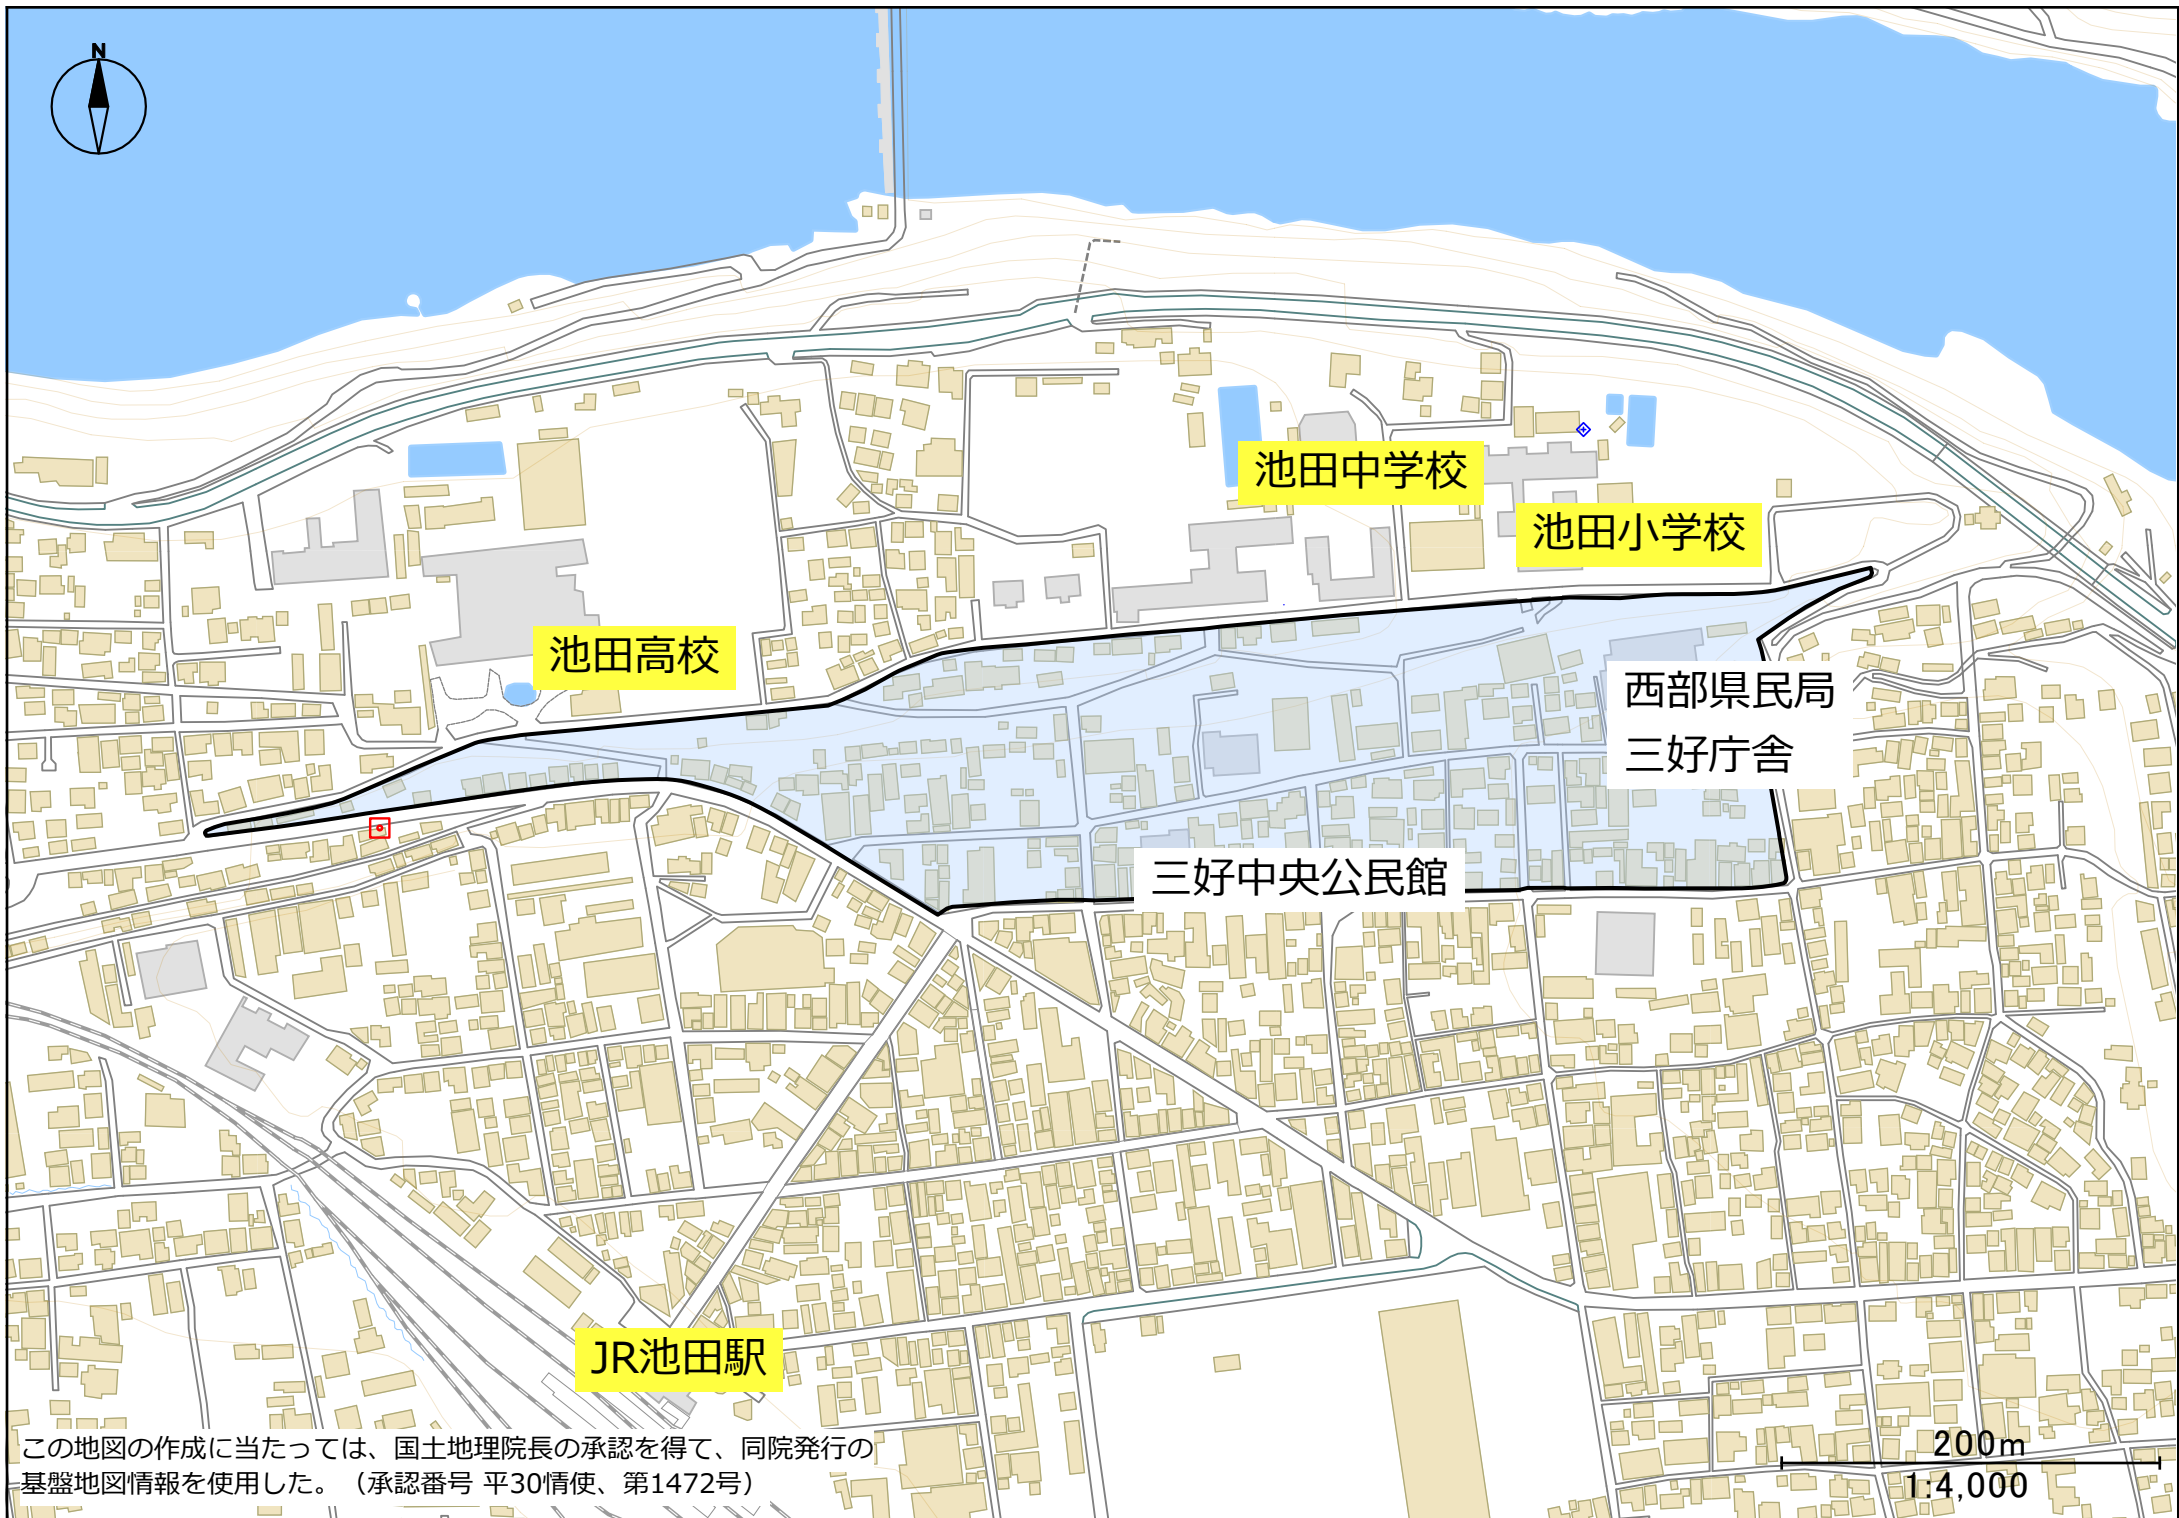 N
池田中学校
池田小学校
池田高校
西部県民局
三好庁舎
三好中央公民館
JR池田駅
この地図の作成に当たっては、国土地理院長の承認を得て、同院発行の
基盤地図情報を使用した。（承認番号 平30情使、第1472号）
200m
1:4,000